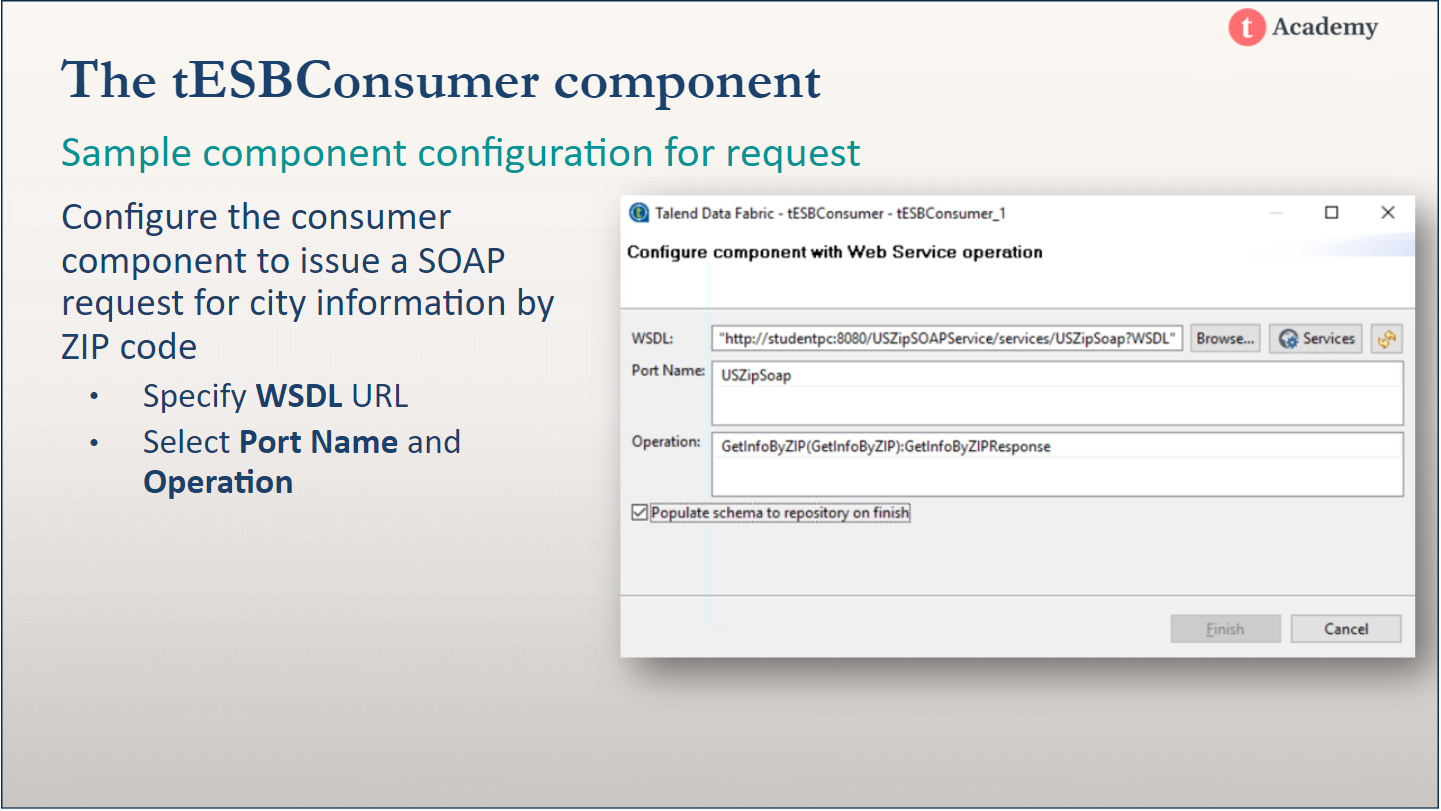 t Academy
The tESBConsumer component
Sample component configuration for request
Configure the consumer
component to issue a SOAP
request for city information by
ZIP code
• Specify WSDL URL
• Select Port Name and
Operation
Talend Data Fabric - tESBConsumer - tESBConsumer_1
Configure component with Web Service operation
WSDL: "http://studentpc:8080/USZipSOAPService/services/USZipSoap?WSDL" Browse... Services
Port Name: USZipSoap
Operation: GetInfoByZIP(GetInfoByZIP):GetInfoByZIPResponse
Populate schema to repository on finish
Finish Cancel